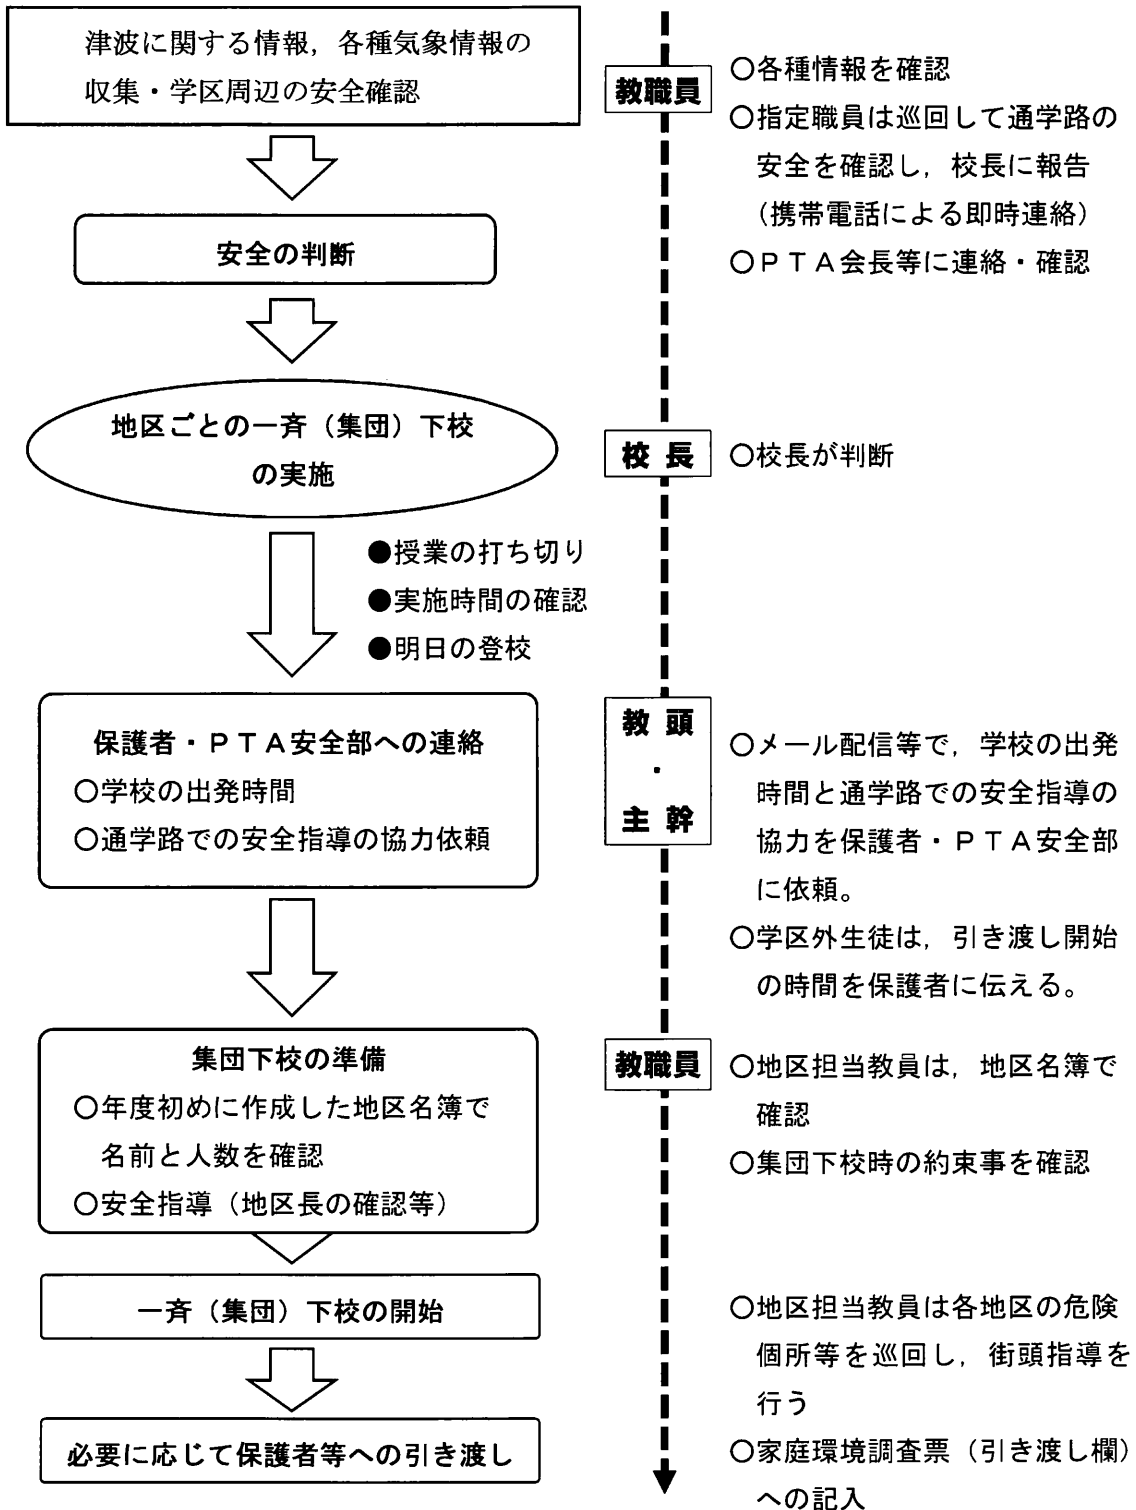 津波に関する情報，各種気象情報の
収集・学区周辺の安全確認
教職員
○各種情報を確認
○指定職員は巡回して通学路の
安全を確認し，校長に報告
（携帯電話による即時連絡）
○ＰＴＡ会長等に連絡・確認
安全の判断
地区ごとの一斉（集団）下校
の実施
校 長
○校長が判断
●授業の打ち切り
●実施時間の確認
●明日の登校
保護者・ＰＴＡ安全部への連絡
○学校の出発時間
○通学路での安全指導の協力依頼
教 頭
・
主 幹
○メール配信等で，学校の出発
時間と通学路での安全指導の
協力を保護者・ＰＴＡ安全部
に依頼。
○学区外生徒は，引き渡し開始
の時間を保護者に伝える。
集団下校の準備
○年度初めに作成した地区名簿で
名前と人数を確認
○安全指導（地区長の確認等）
教職員
○地区担当教員は，地区名簿で
確認
○集団下校時の約束事を確認
一斉（集団）下校の開始
○地区担当教員は各地区の危険
個所等を巡回し，街頭指導を
行う
必要に応じて保護者等への引き渡し
○家庭環境調査票（引き渡し欄）
への記入